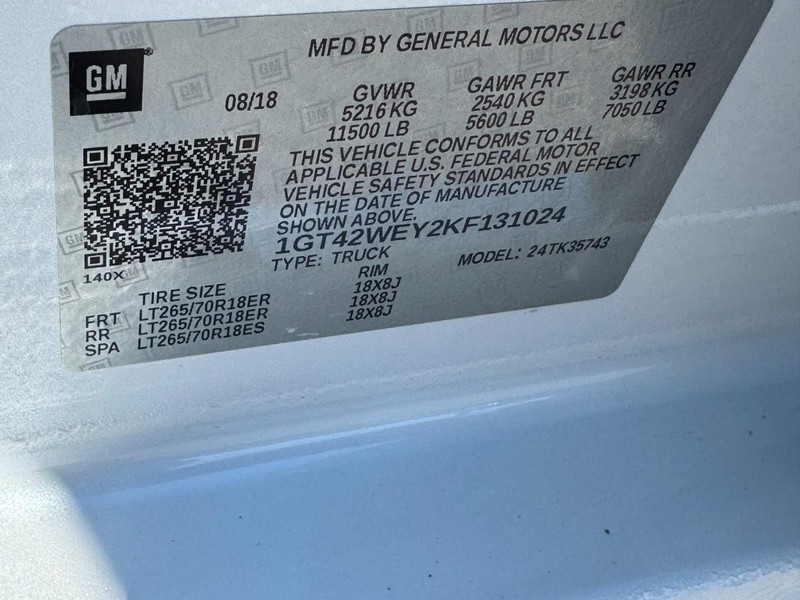 MFD BY GENERAL MOTORS LLC
GM
08/18 GVWR GAWR FRT GAWR RR
5216 KG 2540 KG 3198 KG
11500 LB 5600 LB 7050 LB
THIS VEHICLE CONFORMS TO ALL
APPLICABLE U.S. FEDERAL MOTOR
VEHICLE SAFETY STANDARDS IN EFFECT
ON THE DATE OF MANUFACTURE
SHOWN ABOVE.
1GT42WEY2KF131024
140X TYPE: TRUCK MODEL: 24TK35743
TIRE SIZE RIM
FRT LT265/70R18ER 18X8J
RR LT265/70R18ER 18X8J
SPA LT265/70R18ES 18X8J